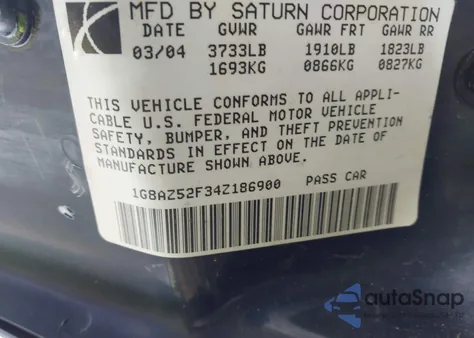 MFD BY SATURN CORPORATION
DATE GVWR GAWR FRT GAWR RR
03/04 3733LB 1910LB 1823LB
1693KG 0866KG 0827KG
THIS VEHICLE CONFORMS TO ALL APPLI-
CABLE U.S. FEDERAL MOTOR VEHICLE
SAFETY, BUMPER, AND THEFT PREVENTION
STANDARDS IN EFFECT ON THE DATE OF
MANUFACTURE SHOWN ABOVE.
1G8AZ52F34Z186900 PASS CAR
autoSnap